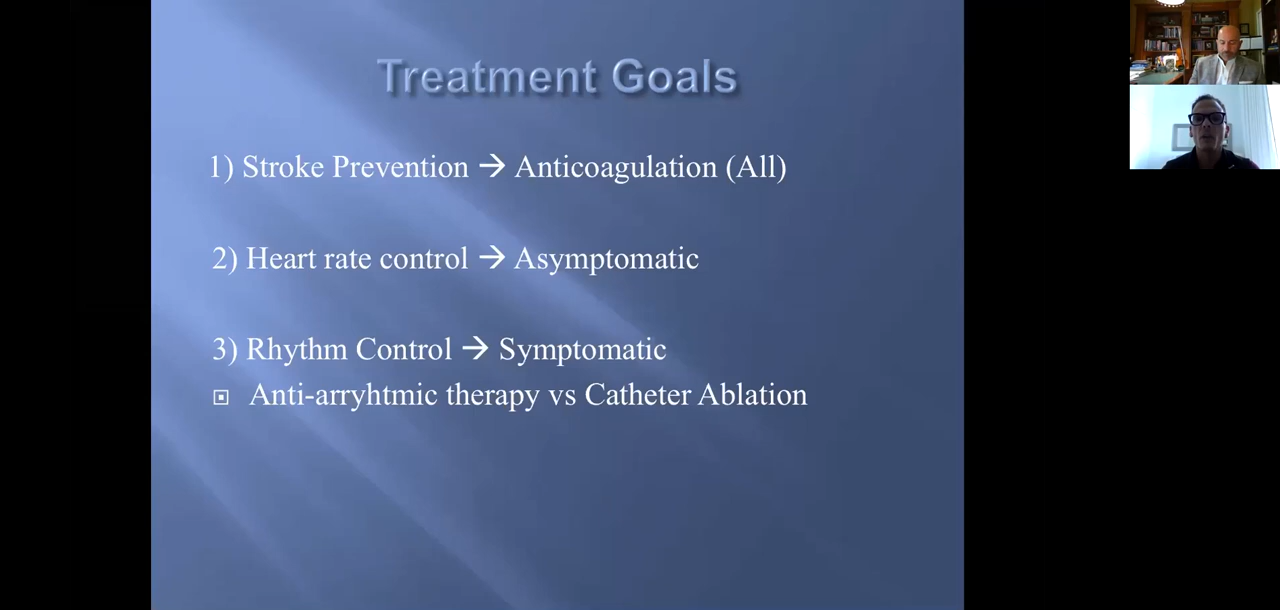 Treatment Goals
1) Stroke Prevention → Anticoagulation (All)
2) Heart rate control → Asymptomatic
3) Rhythm Control → Symptomatic
Anti-arryhtmic therapy vs Catheter Ablation